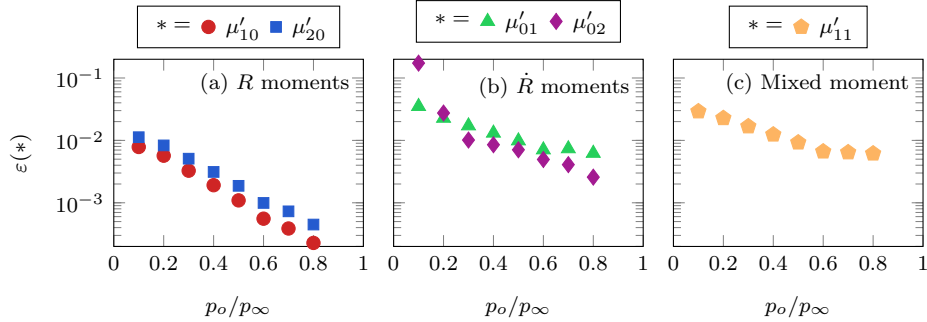 ∗ = μ′10 μ′20
∗ = μ′01 μ′02
∗ = μ′11
(a) R moments
(b) Ṙ moments
(c) Mixed moment
ε(∗)
10−1
10−2
10−3
0 0.2 0.4 0.6 0.8 1
0 0.2 0.4 0.6 0.8 1
0 0.2 0.4 0.6 0.8 1
po/p∞
po/p∞
po/p∞